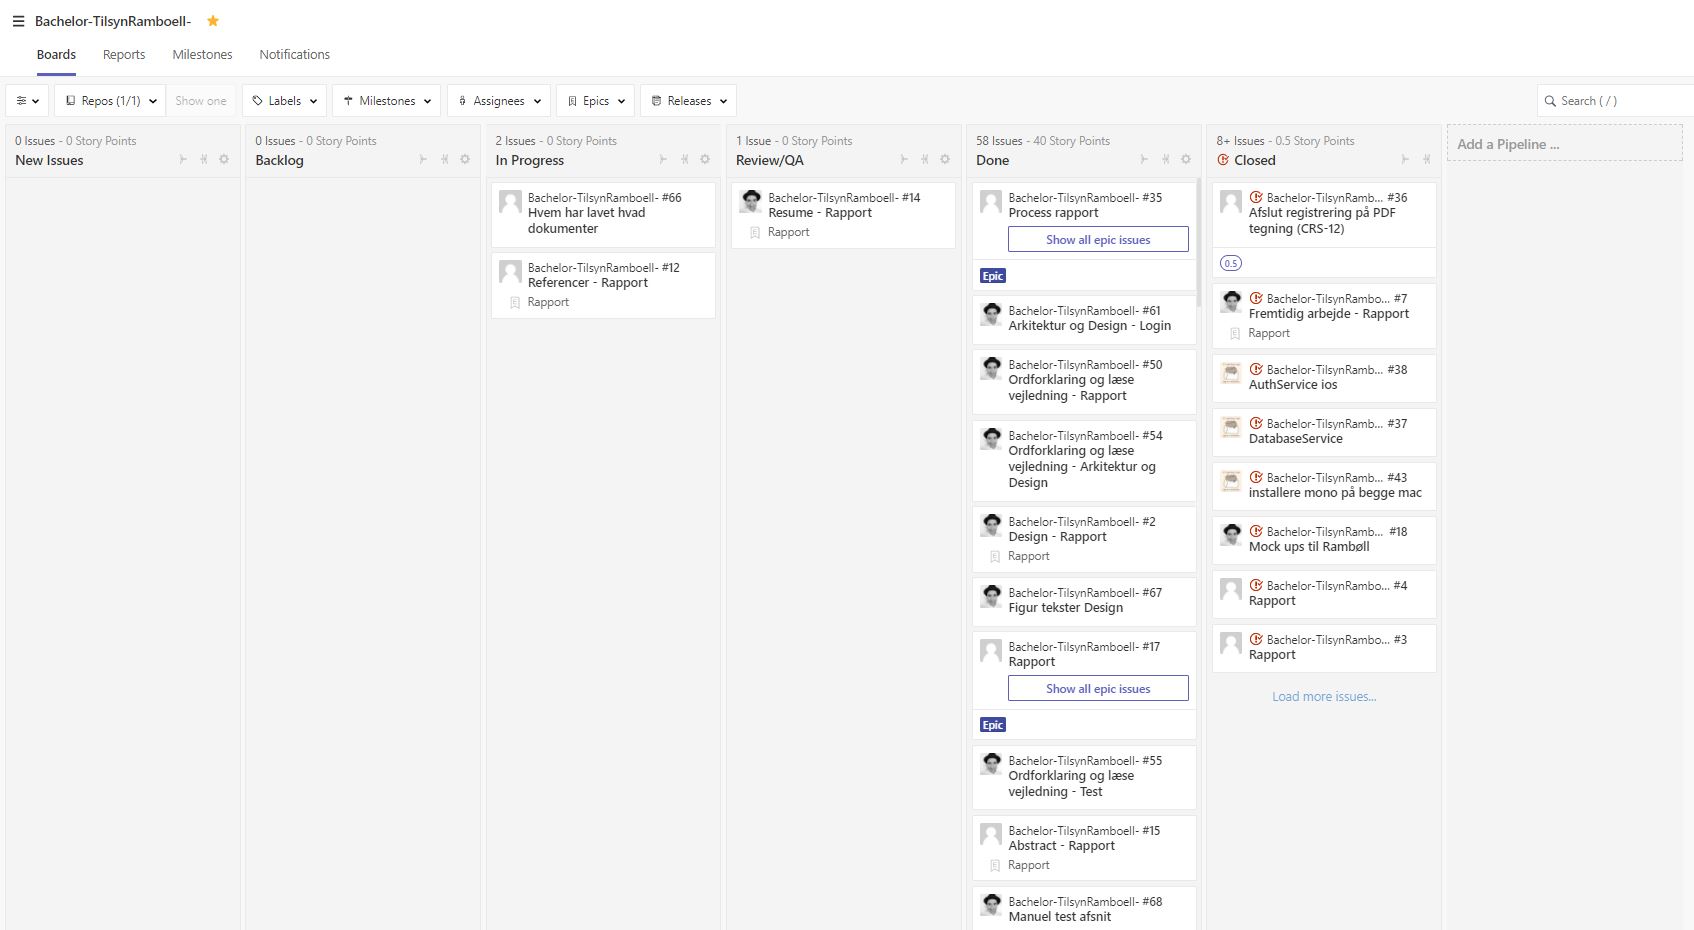 Bachelor-TilsynRamboell-
Boards Reports Milestones Notifications
Repos (1/1) Show one Labels Milestones Assignees Epics Releases Search ( / )
0 Issues - 0 Story Points
New Issues
0 Issues - 0 Story Points
Backlog
2 Issues - 0 Story Points
In Progress
Bachelor-TilsynRamboell- #66
Hvem har lavet hvad
dokumenter
Bachelor-TilsynRamboell- #12
Referencer - Rapport
Rapport
1 Issue - 0 Story Points
Review/QA
Bachelor-TilsynRamboell- #14
Resume - Rapport
Rapport
58 Issues - 40 Story Points
Done
Bachelor-TilsynRamboell- #35
Process rapport
Show all epic issues
Epic
Bachelor-TilsynRamboell- #61
Arkitektur og Design - Login
Bachelor-TilsynRamboell- #50
Ordforklaring og læse
vejledning - Rapport
Bachelor-TilsynRamboell- #54
Ordforklaring og læse
vejledning - Arkitektur og
Design
Bachelor-TilsynRamboell- #2
Design - Rapport
Rapport
Bachelor-TilsynRamboell- #67
Figur tekster Design
Bachelor-TilsynRamboell- #17
Rapport
Show all epic issues
Epic
Bachelor-TilsynRamboell- #55
Ordforklaring og læse
vejledning - Test
Bachelor-TilsynRamboell- #15
Abstract - Rapport
Rapport
Bachelor-TilsynRamboell- #68
Manuel test afsnit
8+ Issues - 0.5 Story Points
Closed
Bachelor-TilsynRamboell- #36
Afslut registrering på PDF
tegning (CRS-12)
0.5
Bachelor-TilsynRambo... #7
Fremtidig arbejde - Rapport
Rapport
Bachelor-TilsynRamb... #38
AuthService ios
Bachelor-TilsynRamb... #37
DatabaseService
Bachelor-TilsynRamb... #43
installere mono på begge mac
Bachelor-TilsynRamb... #18
Mock ups til Rambøll
Bachelor-TilsynRambo... #4
Rapport
Bachelor-TilsynRambo... #3
Rapport
Load more issues...
Add a Pipeline ...